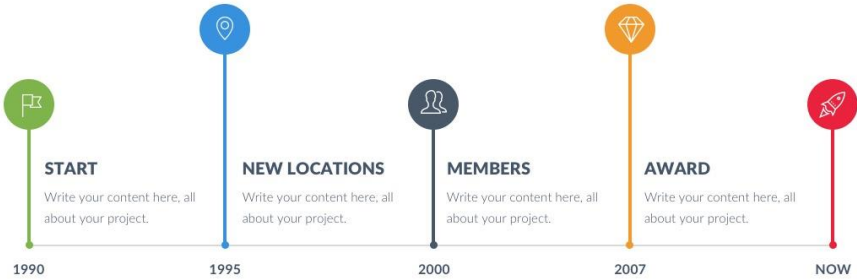 START
Write your content here, all
about your project.
NEW LOCATIONS
Write your content here, all
about your project.
MEMBERS
Write your content here, all
about your project.
AWARD
Write your content here, all
about your project.
1990
1995
2000
2007
NOW